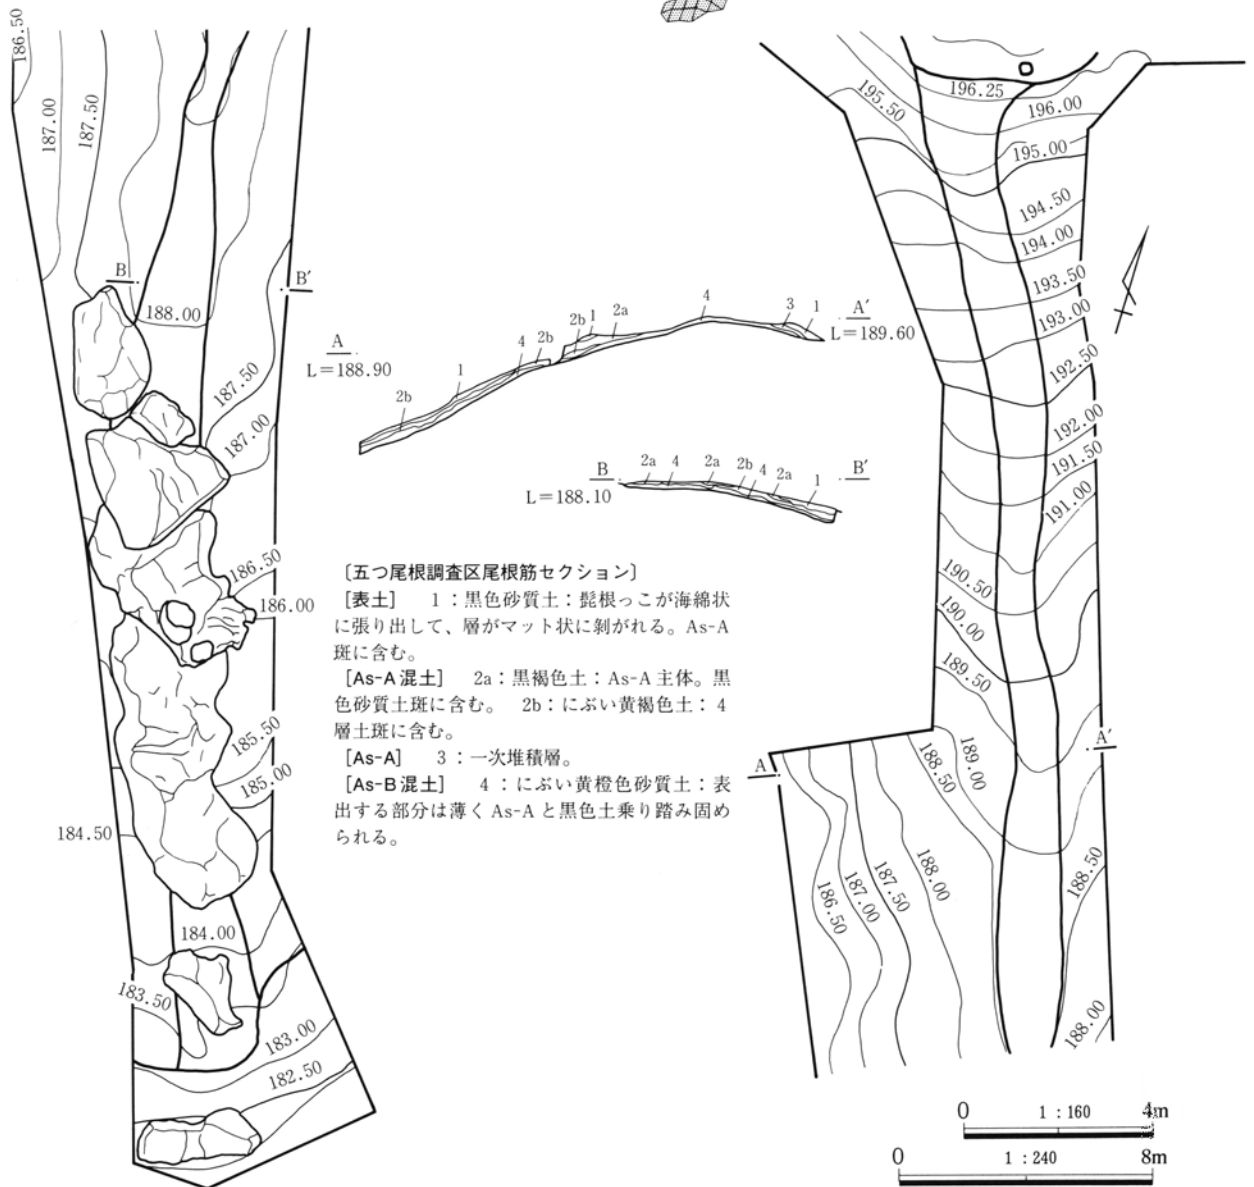 186.50
187.00
187.50
B
B′
188.00
187.50
187.00
186.50
186.00
185.50
185.00
184.50
184.00
183.50
183.00
182.50
A
L=188.90
2b
1
4
2b
2b
1
2a
4
3
1
A′
L=189.60
B
L=188.10
2a
4
2a
2b
4
2a
1
B′
〔五つ尾根調査区尾根筋セクション〕
[表土] 1:黒色砂質土:髭根っこが海綿状
に張り出して、層がマット状に剝がれる。As-A
斑に含む。
[As-A混土] 2a:黒褐色土:As-A主体。黒
色砂質土斑に含む。 2b:にぶい黄褐色土:4
層土斑に含む。
[As-A] 3:一次堆積層。
[As-B混土] 4:にぶい黄橙色砂質土:表
出する部分は薄くAs-Aと黒色土乗り踏み固め
られる。
196.25
195.50
196.00
195.00
194.50
194.00
193.50
193.00
192.50
192.00
191.50
191.00
190.50
190.00
189.50
189.00
188.50
A
A′
188.00
187.50
187.00
186.50
188.50
188.00
0 1:160 4m
0 1:240 8m